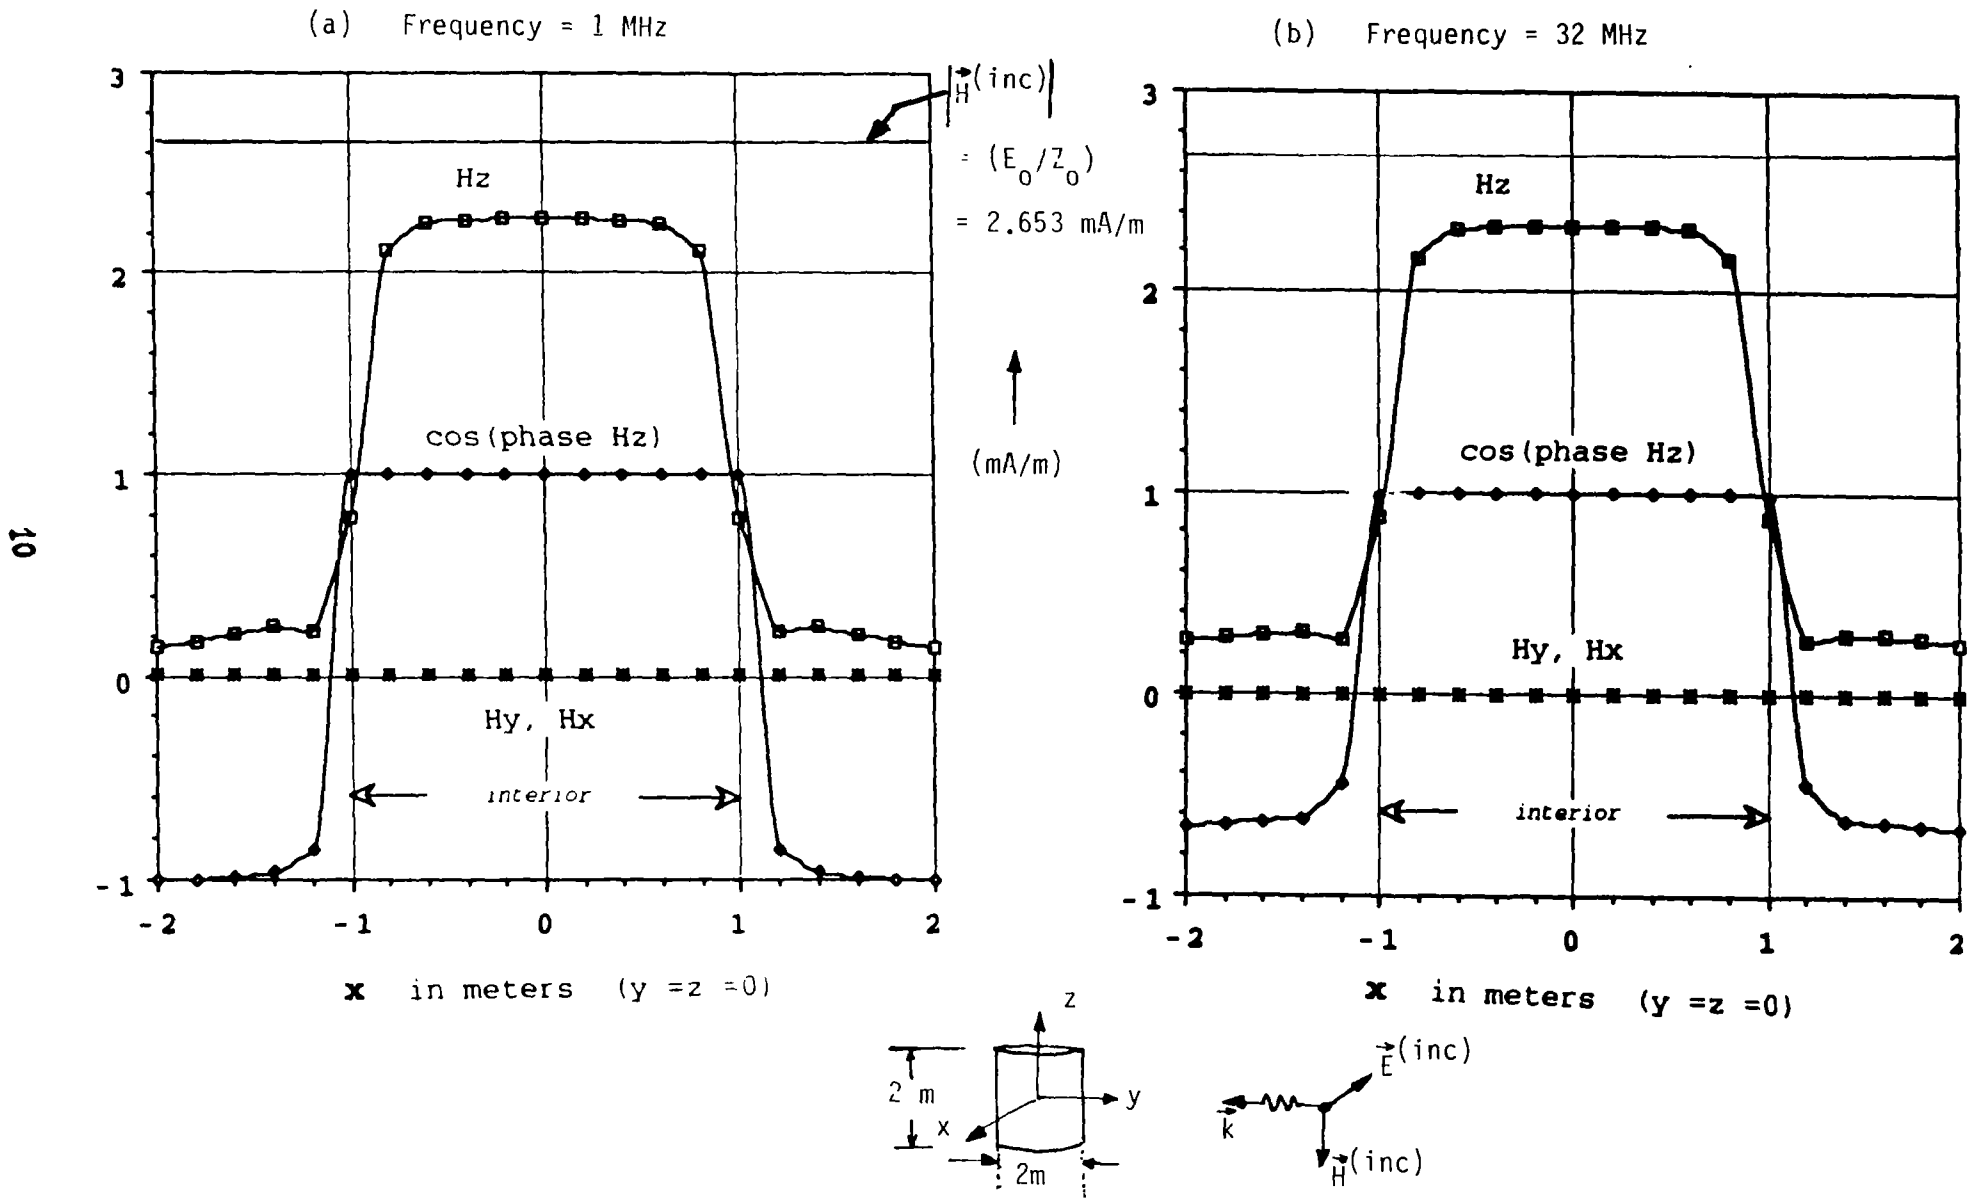 (a) Frequency = 1 MHz
3
2
1
0
-1
-2
-1
0
1
2
Hz
cos(phase Hz)
Hy, Hx
interior
x in meters (y =z =0)
|H⃗(inc)|
= (E₀/Z₀)
= 2.653 mA/m
(mA/m)
10
(b) Frequency = 32 MHz
3
2
1
0
-1
-2
-1
0
1
2
Hz
cos(phase Hz)
Hy, Hx
interior
x in meters (y =z =0)
z
2 m
y
x
2m
E⃗(inc)
k⃗
H⃗(inc)